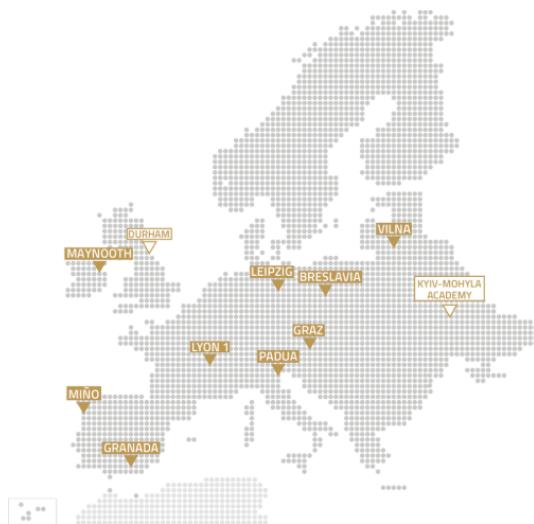 DURHAM
VILNA
MAYNOOTH
LEIPZIG
BRESLAVIA
KYIV-MOHYLA
ACADEMY
GRAZ
LYON 1
PADUA
MIÑO
GRANADA